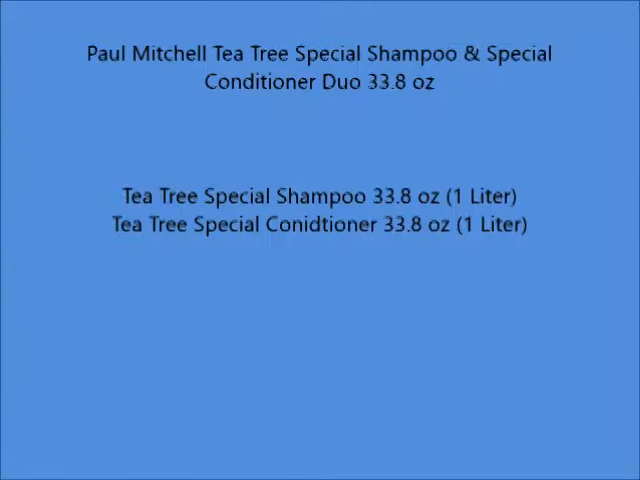 Paul Mitchell Tea Tree Special Shampoo & Special
Conditioner Duo 33.8 oz
Tea Tree Special Shampoo 33.8 oz (1 Liter)
Tea Tree Special Conidtioner 33.8 oz (1 Liter)